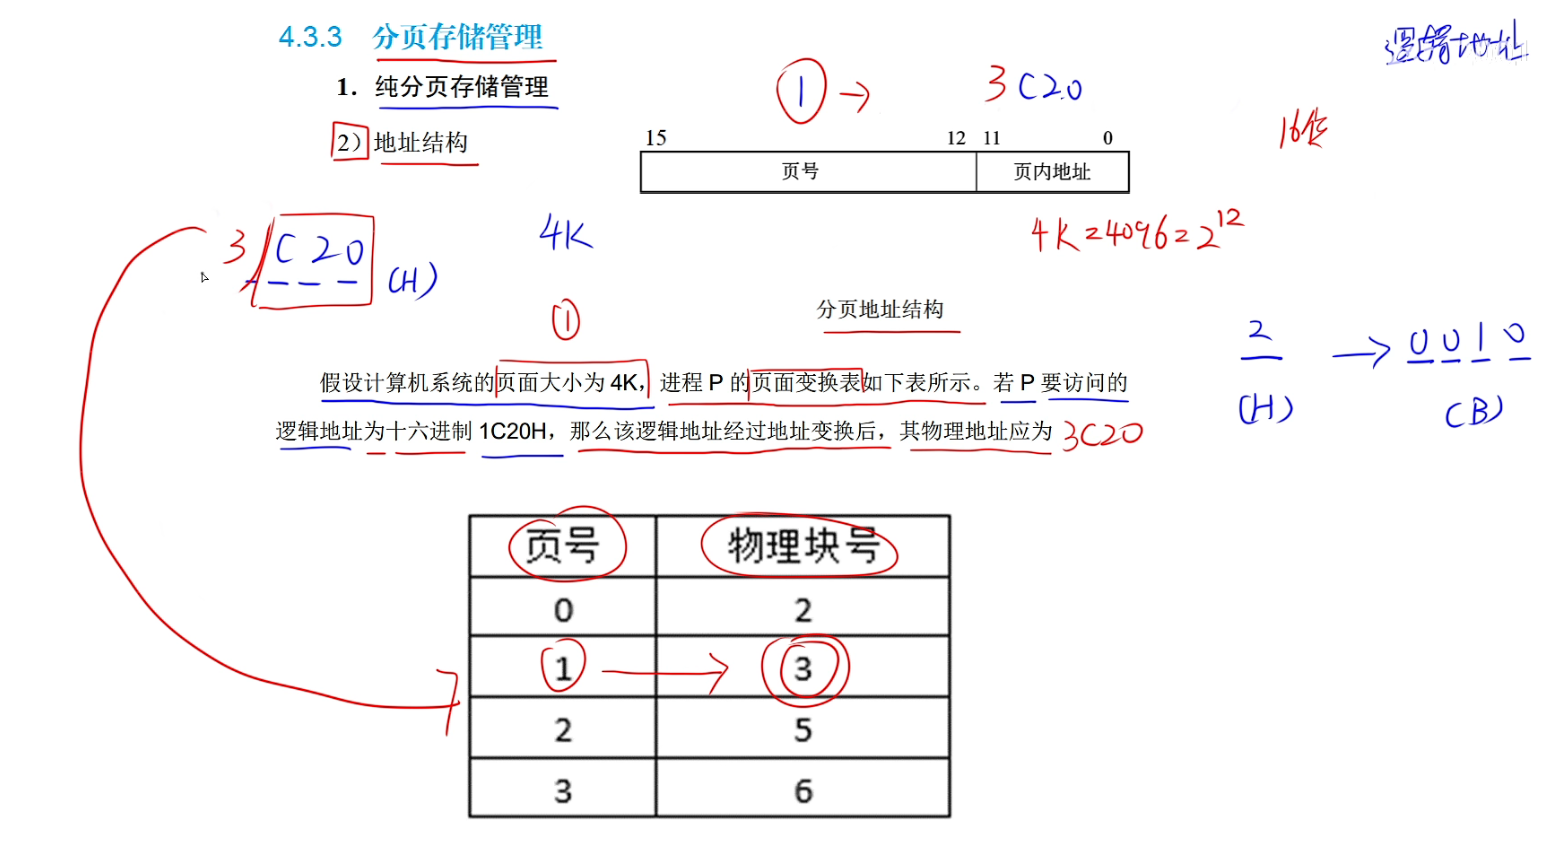 4.3.3 分页存储管理
逻辑地址
1. 纯分页存储管理
1 → 3C20
16位
2）地址结构
15 12 11 0
页号 页内地址
3 C20 (H)
4K
4K=4096=2^12
1
分页地址结构
2 → 0010
(H) (B)
假设计算机系统的页面大小为 4K，进程 P 的页面变换表如下表所示。若 P 要访问的
逻辑地址为十六进制 1C20H，那么该逻辑地址经过地址变换后，其物理地址应为 3C20
页号 物理块号
0 2
1 → 3
2 5
3 6